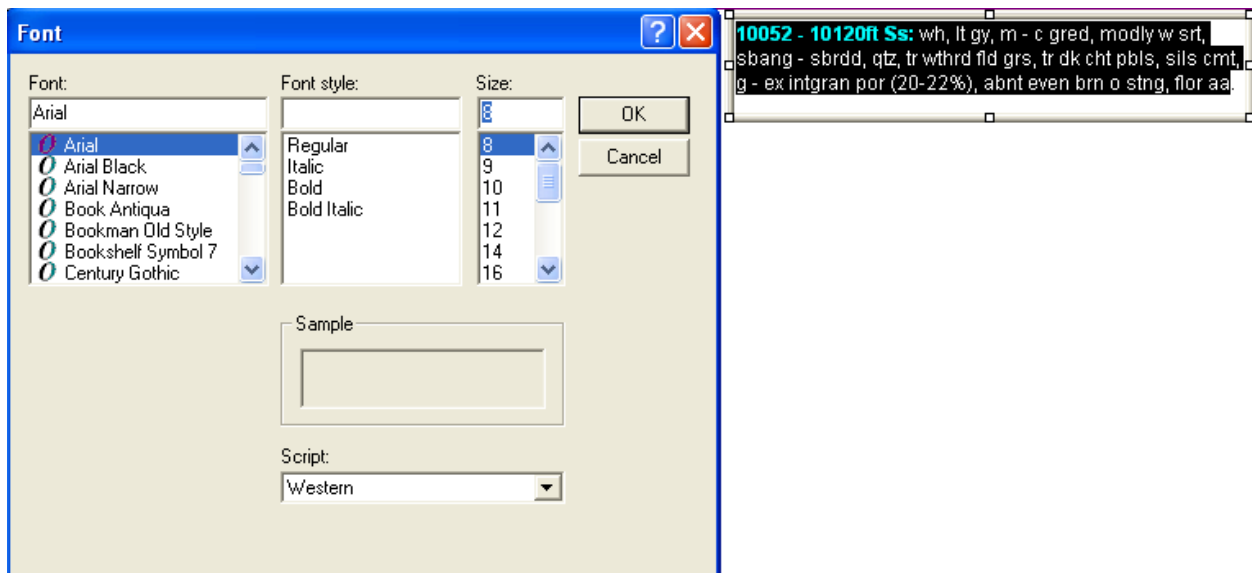 Font
Font:
Arial
Arial
Arial Black
Arial Narrow
Book Antiqua
Bookman Old Style
Bookshelf Symbol 7
Century Gothic
Font style:
Regular
Italic
Bold
Bold Italic
Size:
8
8
9
10
11
12
14
16
OK
Cancel
Sample
Script:
Western
10052 - 10120ft Ss: wh, lt gy, m - c gred, modly w srt,
sbang - sbrdd, qtz, tr wthrd fld grs, tr dk cht pbls, sils cmt,
g - ex intgran por (20-22%), abnt even brn o stng, flor aa.